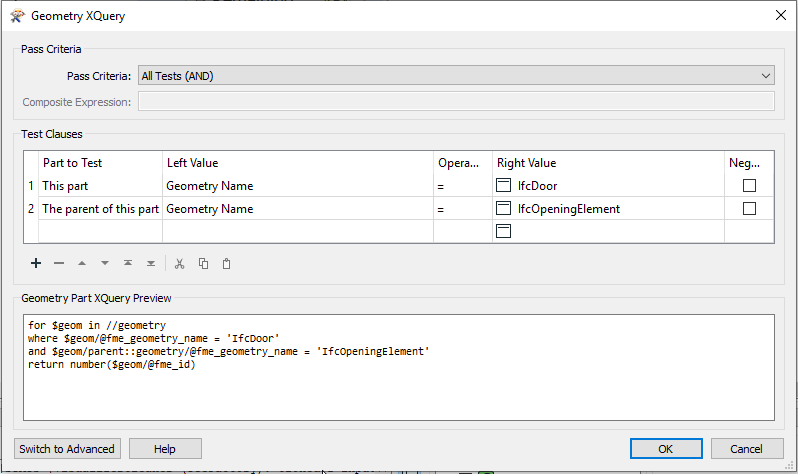 Geometry XQuery
Pass Criteria
Pass Criteria: All Tests (AND)
Composite Expression:
Test Clauses
Part to Test Left Value Opera... Right Value Neg...
1 This part Geometry Name = IfcDoor
2 The parent of this part Geometry Name = IfcOpeningElement
Geometry Part XQuery Preview
for $geom in //geometry
where $geom/@fme_geometry_name = 'IfcDoor'
and $geom/parent::geometry/@fme_geometry_name = 'IfcOpeningElement'
return number($geom/@fme_id)
Switch to Advanced Help OK Cancel